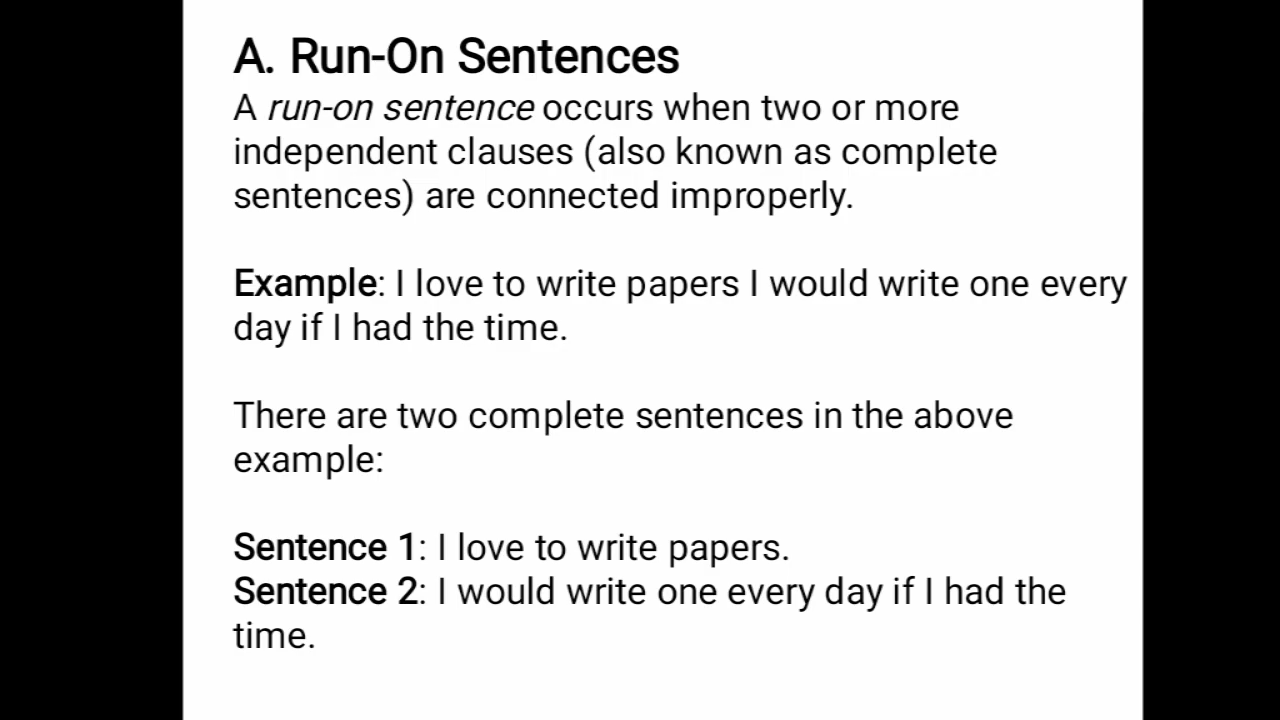 A. Run-On Sentences
A run-on sentence occurs when two or more
independent clauses (also known as complete
sentences) are connected improperly.
Example: I love to write papers I would write one every
day if I had the time.
There are two complete sentences in the above
example:
Sentence 1: I love to write papers.
Sentence 2: I would write one every day if I had the
time.